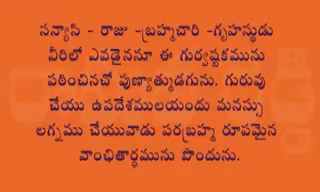 సన్యాసి - రాజు -బ్రహ్మచారి -గృహస్థుడు
వీరిలో ఎవడైననూ ఈ గుర్వష్టకమును
పఠించినచో పుణ్యాత్ముడగును. గురువు
చేయు ఉపదేశములయందు మనస్సు
లగ్నము చేయువాడు పరబ్రహ్మ రూపమైన
వాంఛితార్థమును పొందును.